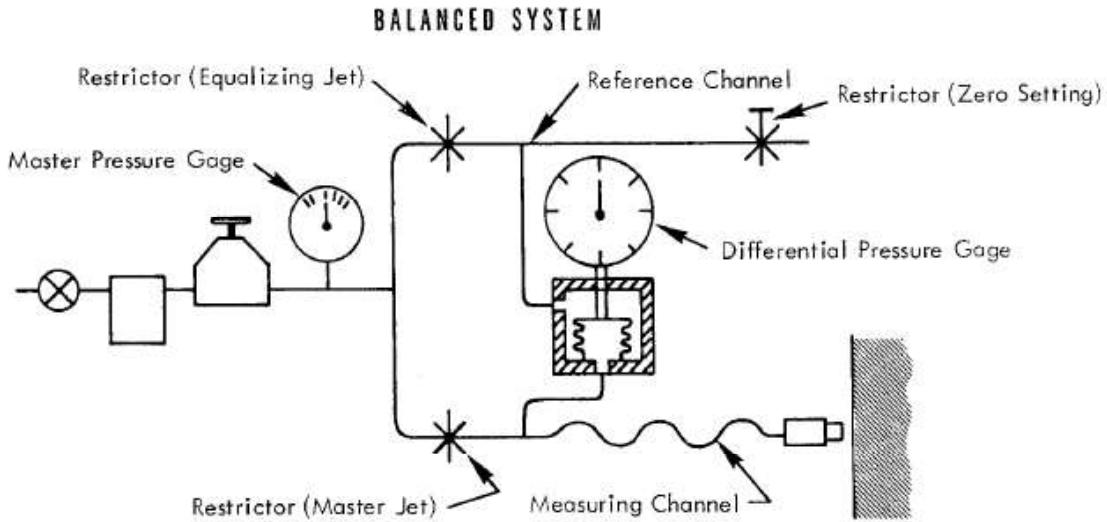 BALANCED SYSTEM
Restrictor (Equalizing Jet)
Reference Channel
Restrictor (Zero Setting)
Master Pressure Gage
Differential Pressure Gage
Restrictor (Master Jet)
Measuring Channel